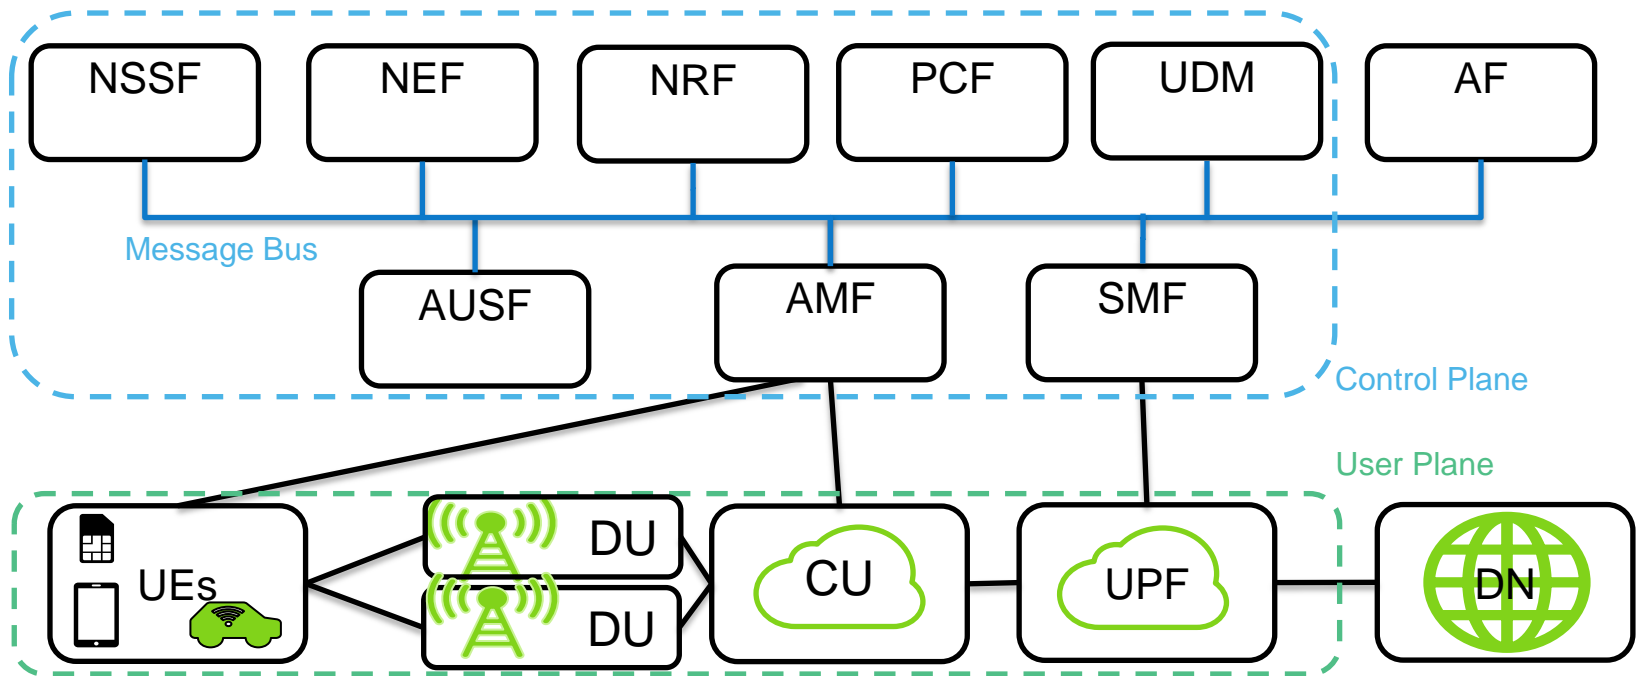 NSSF
NEF
NRF
PCF
UDM
AF
Message Bus
AUSF
AMF
SMF
Control Plane
User Plane
UEs
DU
DU
CU
UPF
DN